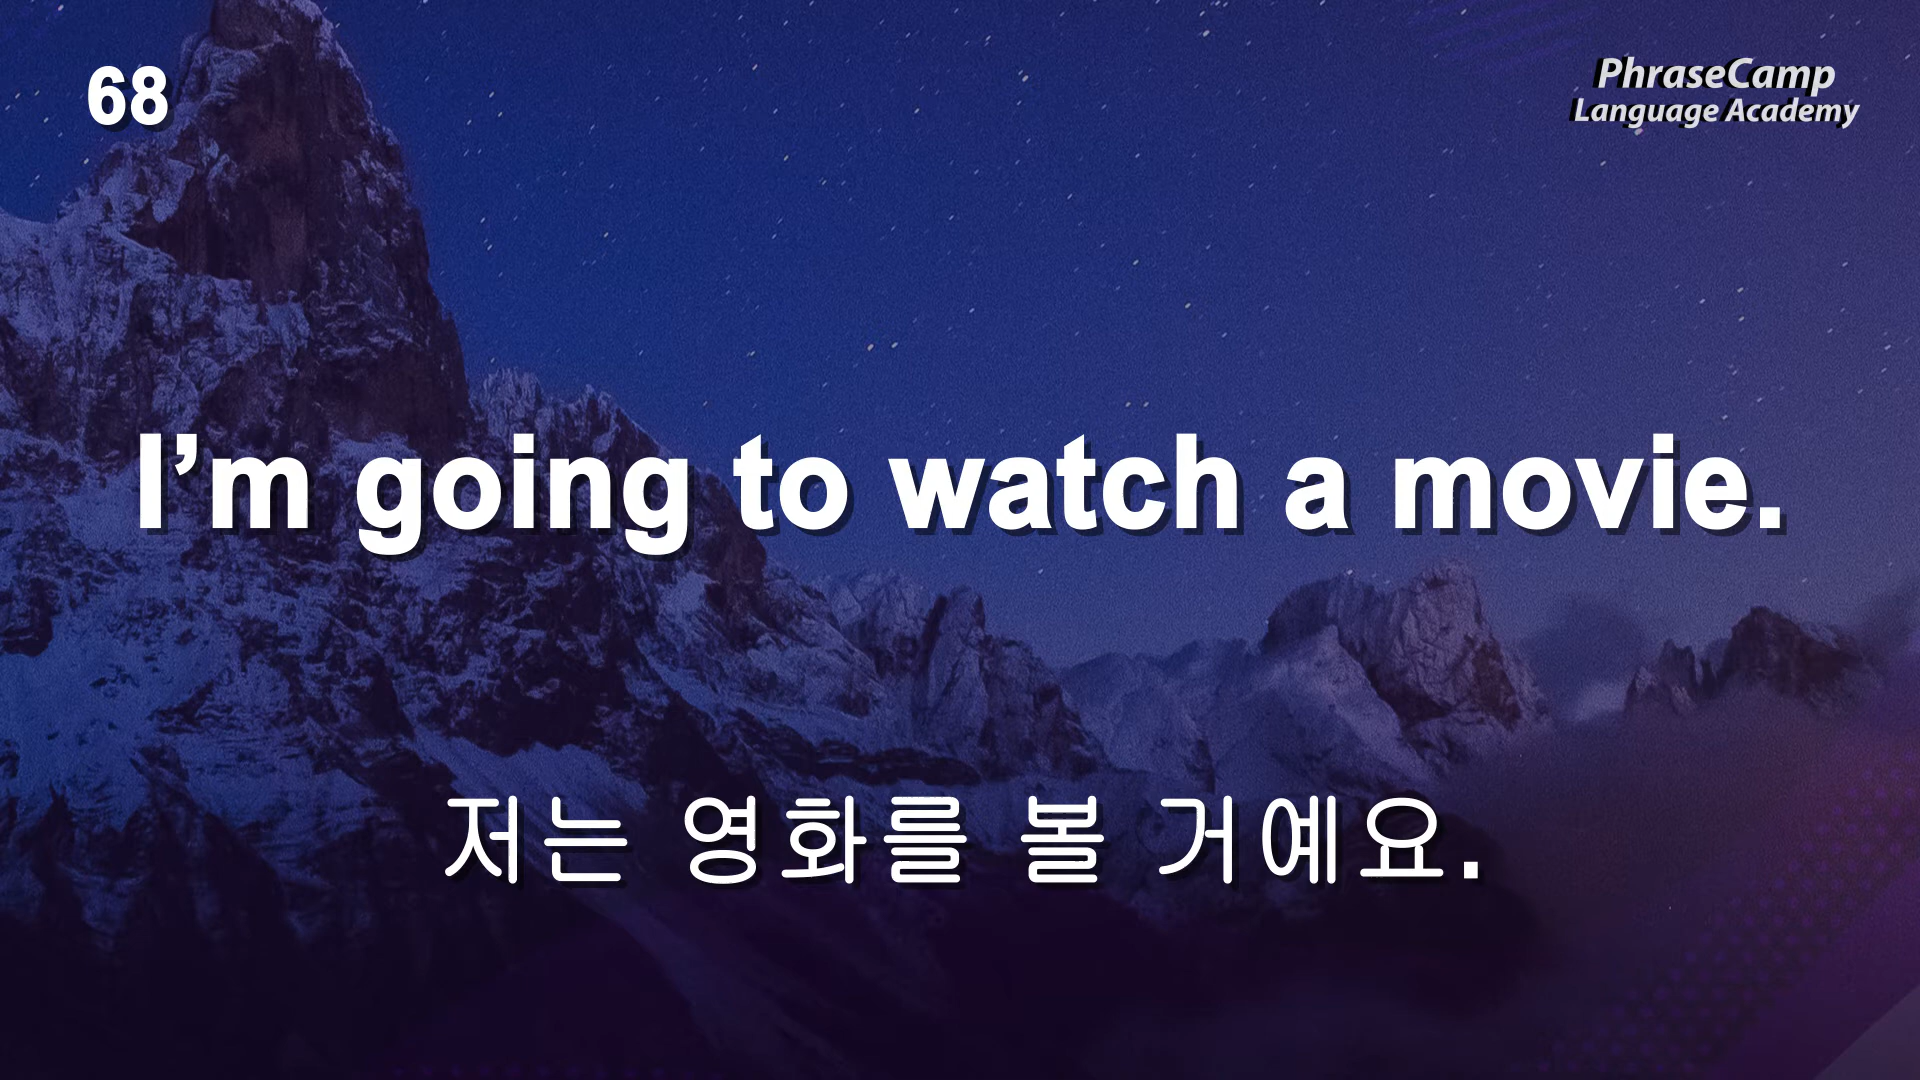 68
PhraseCamp
Language Academy
I’m going to watch a movie.
저는 영화를 볼 거예요.